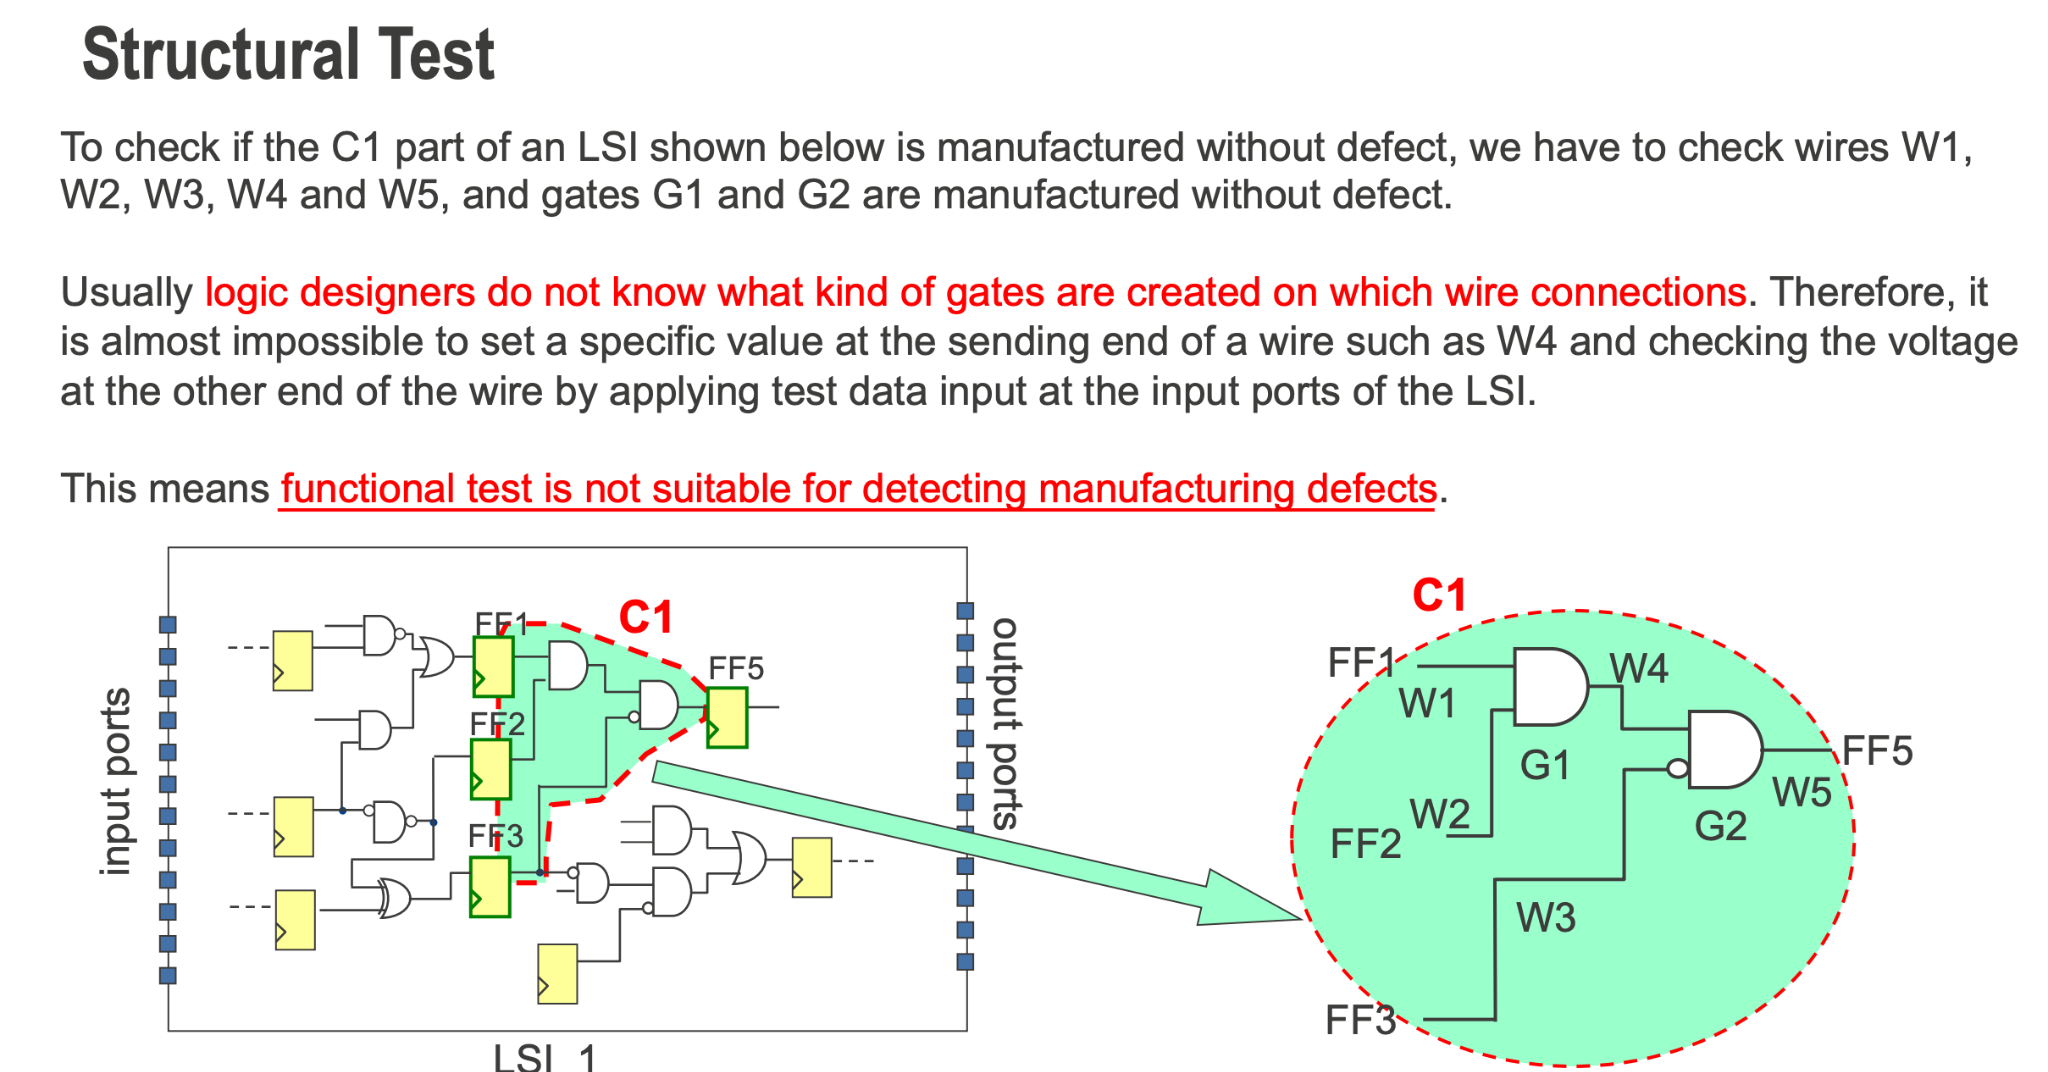 Structural Test
To check if the C1 part of an LSI shown below is manufactured without defect, we have to check wires W1,
W2, W3, W4 and W5, and gates G1 and G2 are manufactured without defect.
Usually logic designers do not know what kind of gates are created on which wire connections. Therefore, it
is almost impossible to set a specific value at the sending end of a wire such as W4 and checking the voltage
at the other end of the wire by applying test data input at the input ports of the LSI.
This means functional test is not suitable for detecting manufacturing defects.
input ports
FF1
C1
FF2
FF5
FF3
output ports
LSI_1
C1
FF1
W1
W4
G1
FF5
W2
W5
FF2
G2
W3
FF3